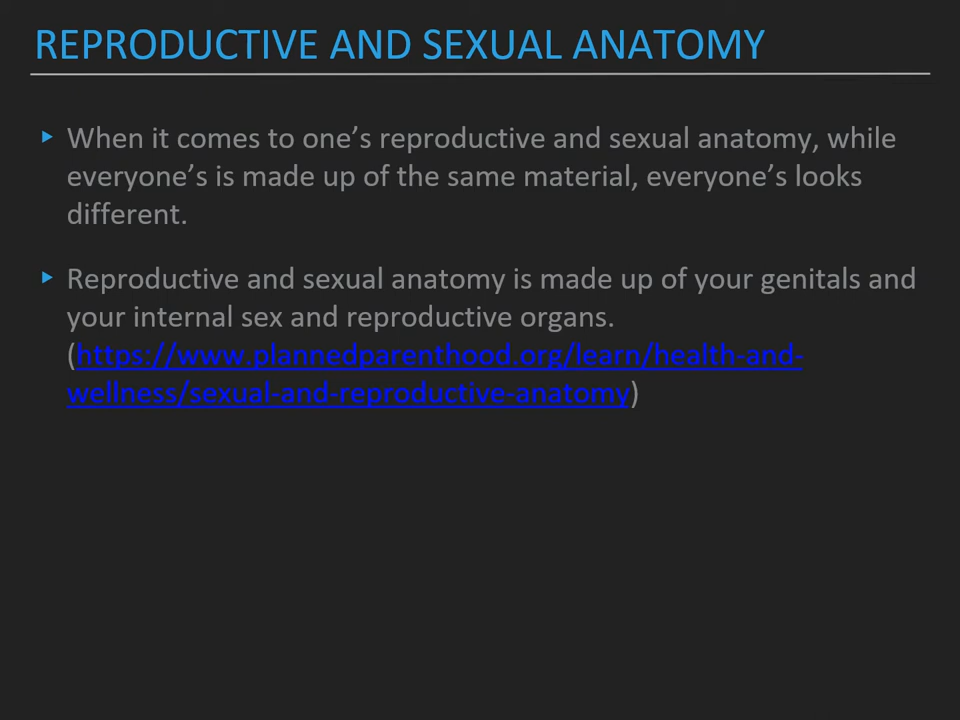 REPRODUCTIVE AND SEXUAL ANATOMY
When it comes to one’s reproductive and sexual anatomy, while
everyone’s is made up of the same material, everyone’s looks
different.
Reproductive and sexual anatomy is made up of your genitals and
your internal sex and reproductive organs.
(https://www.plannedparenthood.org/learn/health-and-
wellness/sexual-and-reproductive-anatomy)